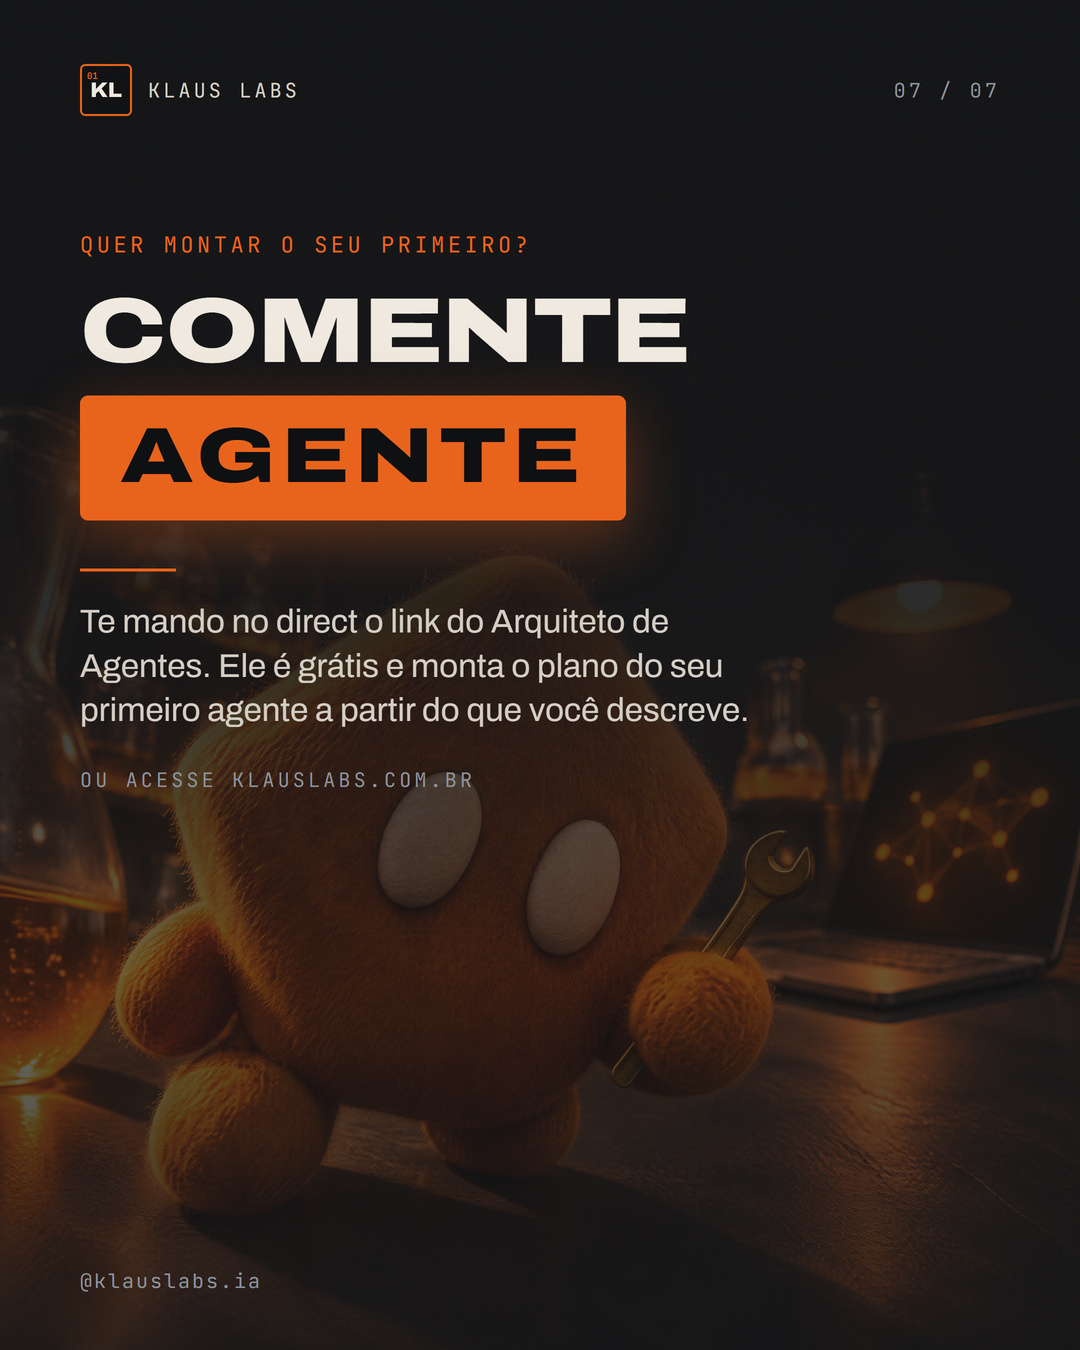 01
KL
KLAUS LABS
07 / 07
QUER MONTAR O SEU PRIMEIRO?
COMENTE
AGENTE
Te mando no direct o link do Arquiteto de
Agentes. Ele é grátis e monta o plano do seu
primeiro agente a partir do que você descreve.
OU ACESSE KLAUSLABS.COM.BR
@klauslabs.ia